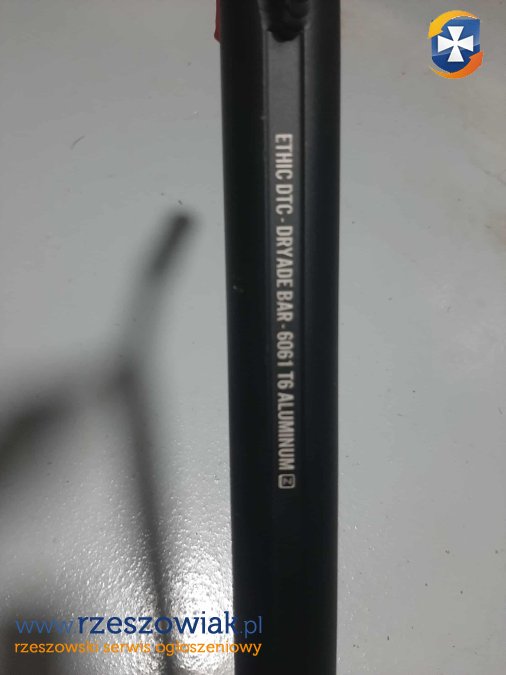 ETHIC DTC - DRYADE BAR - 6061 T6 ALUMINUM
www.rzeszowiak.pl
rzeszowski serwis ogłoszeniowy